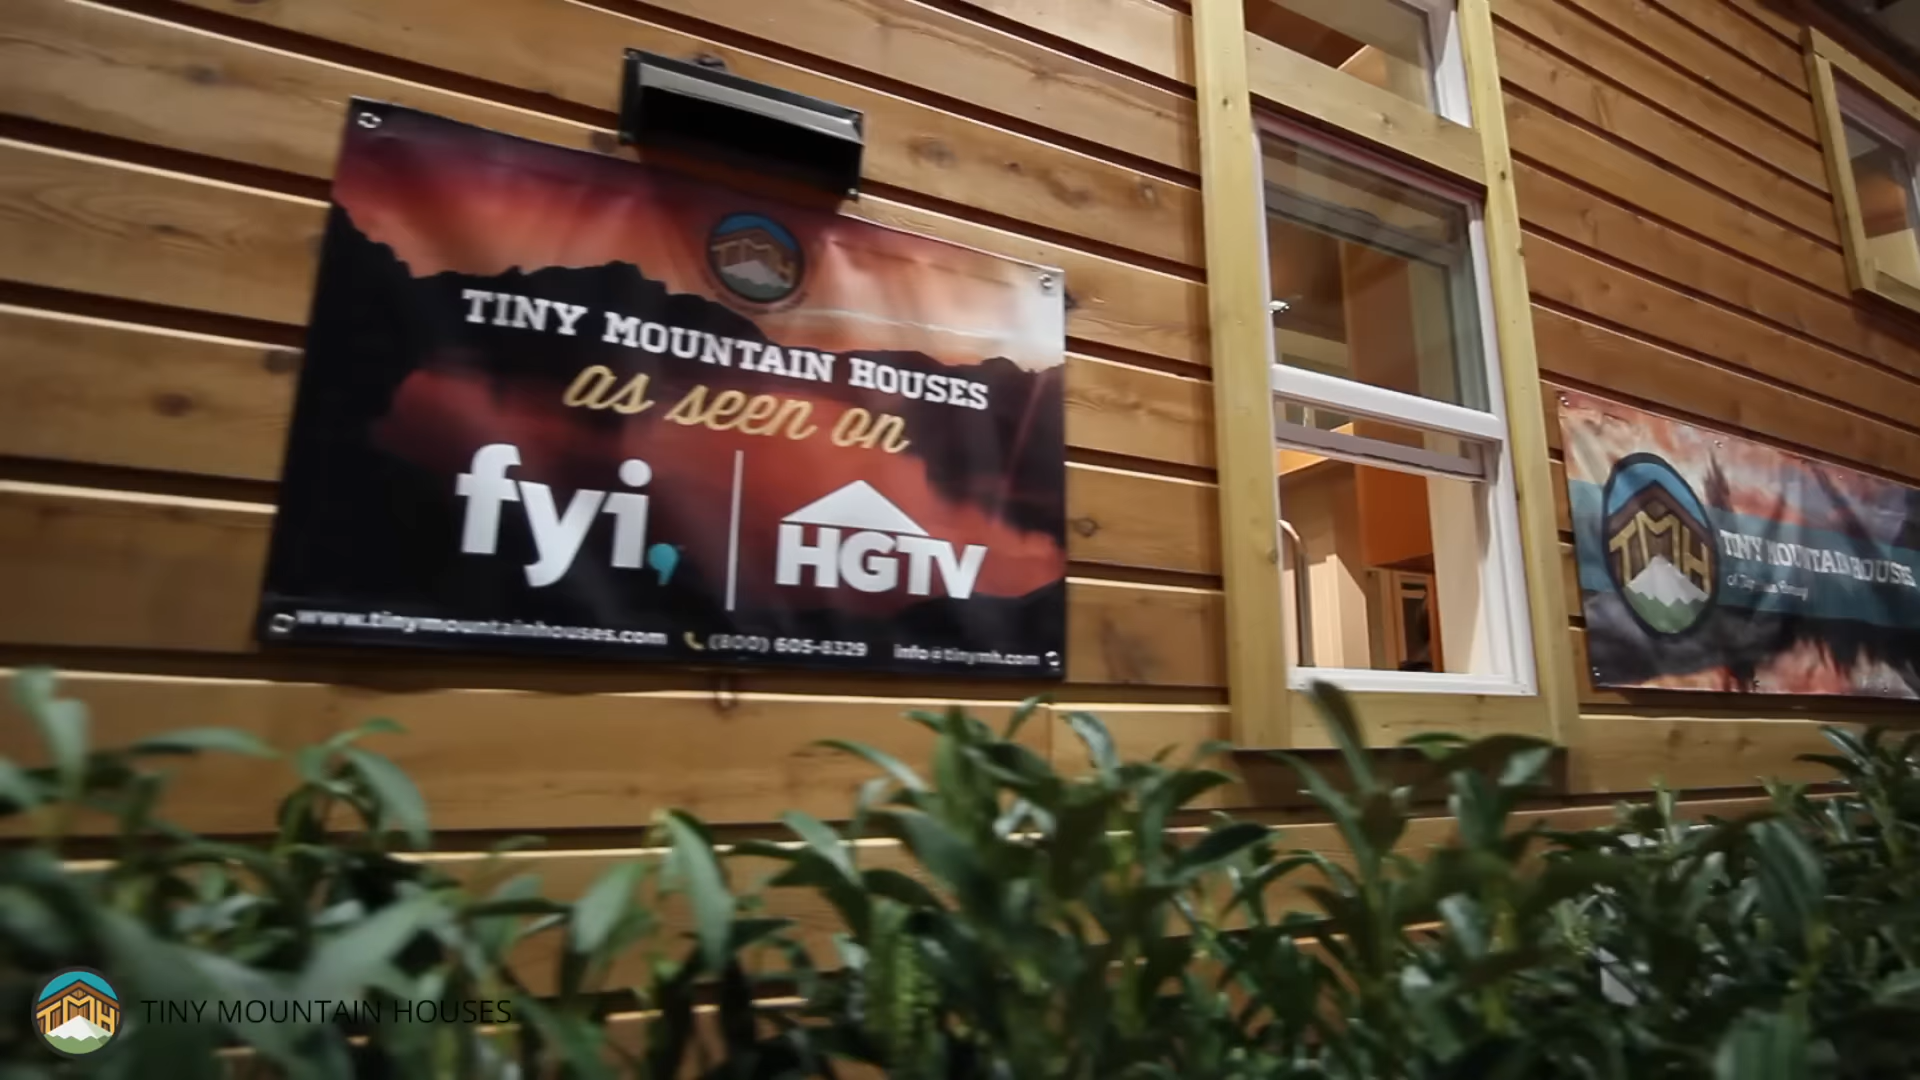 TMH
TINY MOUNTAIN HOUSES
as seen on
fyi,
HGTV
www.tinymountainhouses.com (800) 605-8329 info@tinymh.com
TMH
TINY MOUNTAIN HOUSES
TMH
TINY MOUNTAIN HOUSES